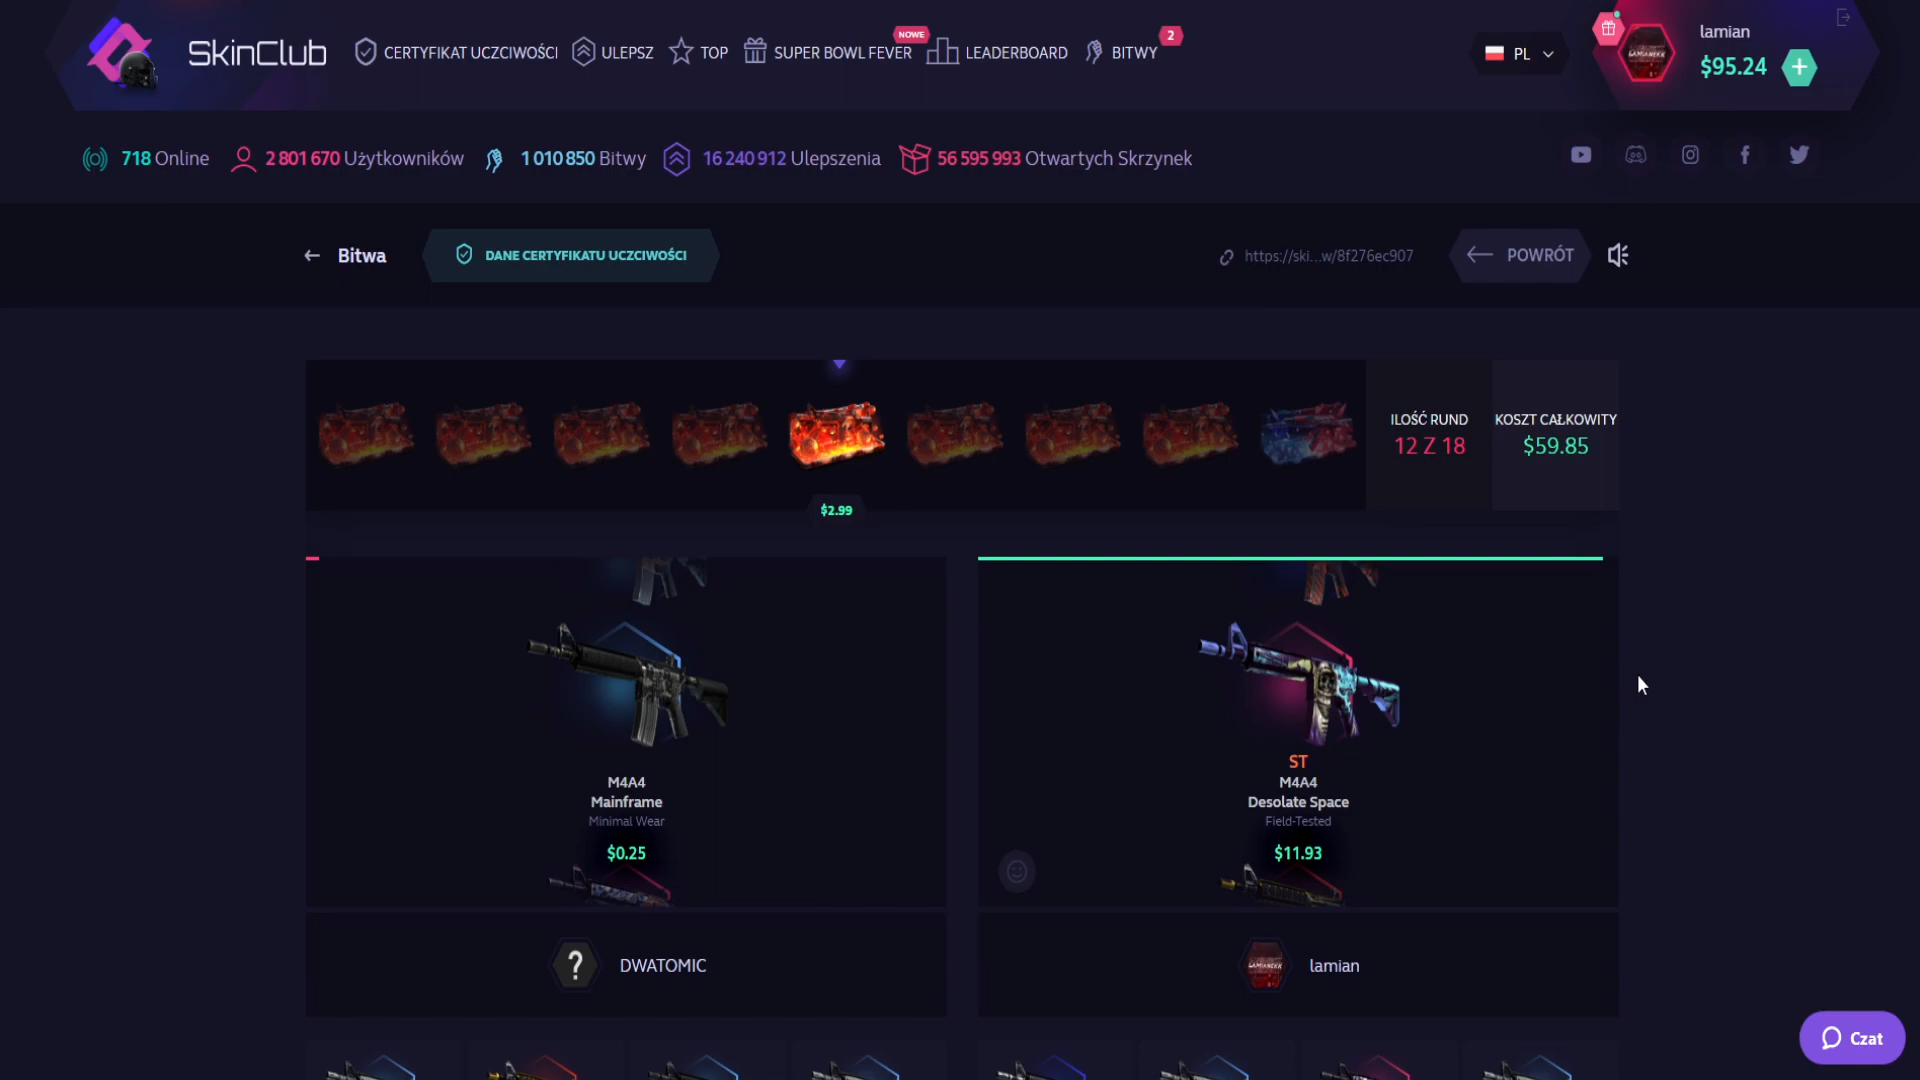 SkinClub
CERTYFIKAT UCZCIWOŚCI
ULEPSZ
TOP
SUPER BOWL FEVER
NOWE
LEADERBOARD
BITWY
2
PL
lamian
$95.24
718 Online
2 801 670 Użytkowników
1 010 850 Bitwy
16 240 912 Ulepszenia
56 595 993 Otwartych Skrzynek
Bitwa
DANE CERTYFIKATU UCZCIWOŚCI
https://ski...w/8f276ec907
POWRÓT
ILOŚĆ RUND
12 Z 18
KOSZT CAŁKOWITY
$59.85
$2.99
M4A4
Mainframe
Minimal Wear
$0.25
ST
M4A4
Desolate Space
Field-Tested
$11.93
?
DWATOMIC
LAMIANEKK
lamian
Czat